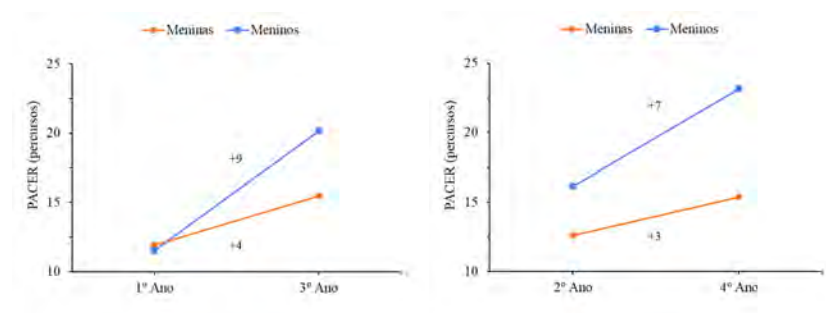 Meninas Meninos
PACER (percursos)
25
20
15
10
+9
+4
1º Ano 3º Ano
Meninas Meninos
PACER (percursos)
25
20
15
10
+7
+3
2º Ano 4º Ano